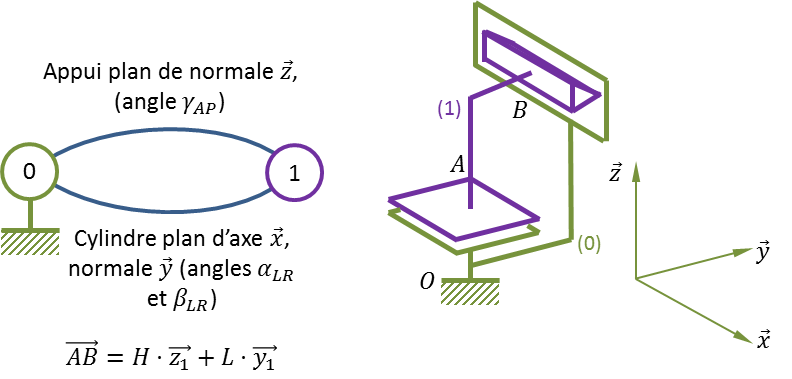 Appui plan de normale $\vec{z}$,
(angle $\gamma_{AP}$)
0
1
Cylindre plan d’axe $\vec{x}$,
normale $\vec{y}$ (angles $\alpha_{LR}$
et $\beta_{LR}$)
$\overrightarrow{AB} = H \cdot \overrightarrow{z_1} + L \cdot \overrightarrow{y_1}$
(1)
B
A
(0)
O
$\vec{z}$
$\vec{y}$
$\vec{x}$